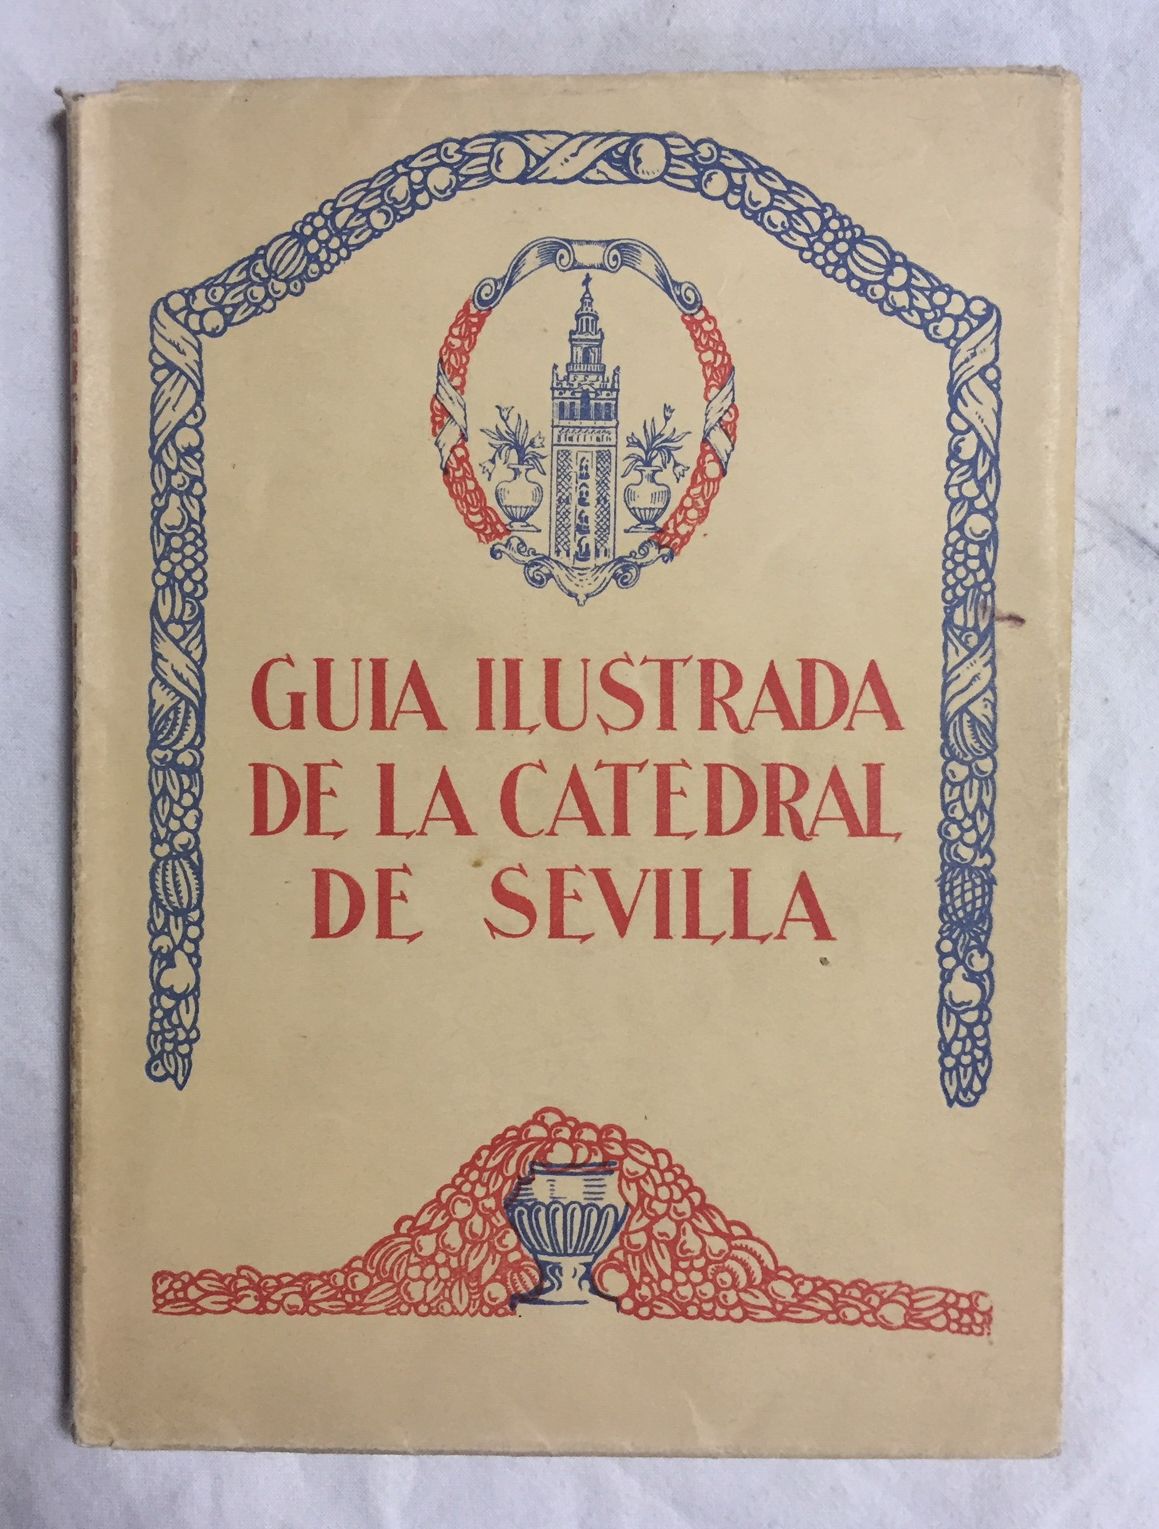 GUIA ILUSTRADA
DE LA CATEDRAL
DE SEVILLA